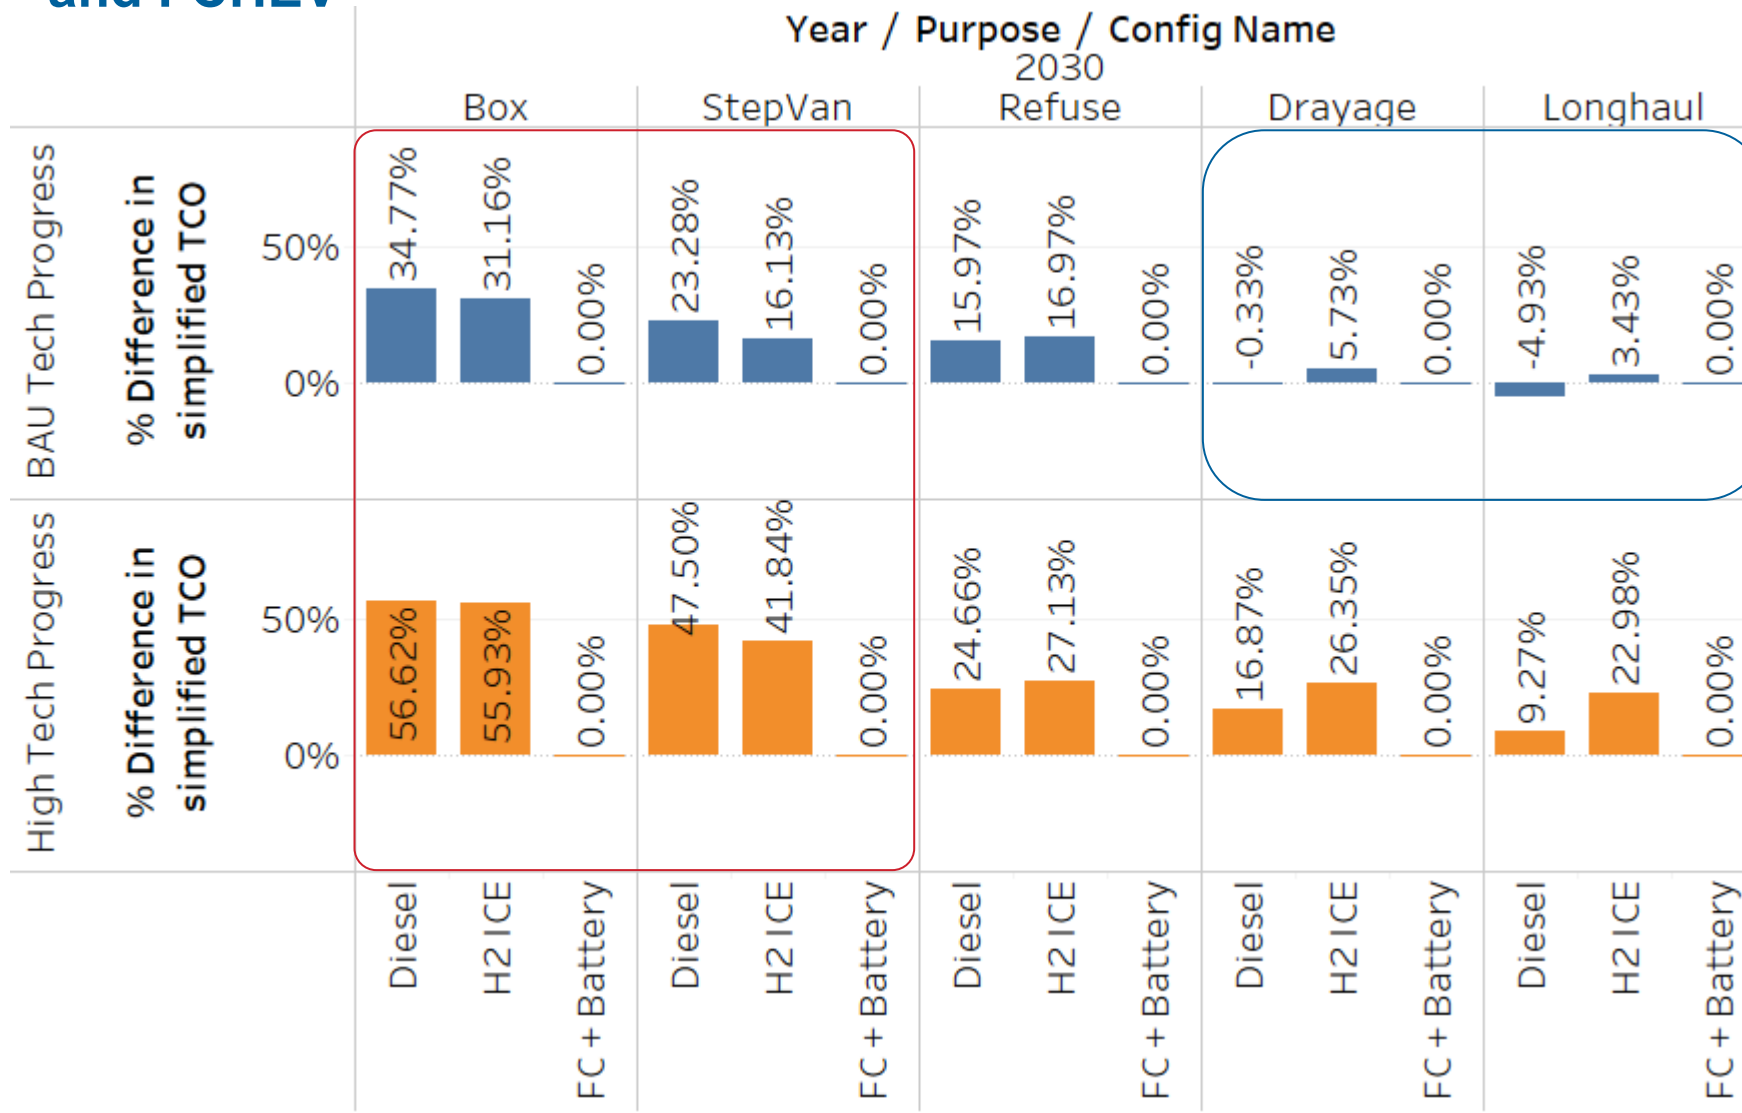 and FCHEV
Year / Purpose / Config Name
2030
Box StepVan Refuse Drayage Longhaul
BAU Tech Progress
% Difference in
simplified TCO
50%
0%
34.77% 31.16% 0.00% 23.28% 16.13% 0.00% 15.97% 16.97% 0.00% -0.33% 5.73% 0.00% -4.93% 3.43% 0.00%
High Tech Progress
% Difference in
simplified TCO
50%
0%
56.62% 55.93% 0.00% 47.50% 41.84% 0.00% 24.66% 27.13% 0.00% 16.87% 26.35% 0.00% 9.27% 22.98% 0.00%
Diesel H2 ICE FC + Battery Diesel H2 ICE FC + Battery Diesel H2 ICE FC + Battery Diesel H2 ICE FC + Battery Diesel H2 ICE FC + Battery